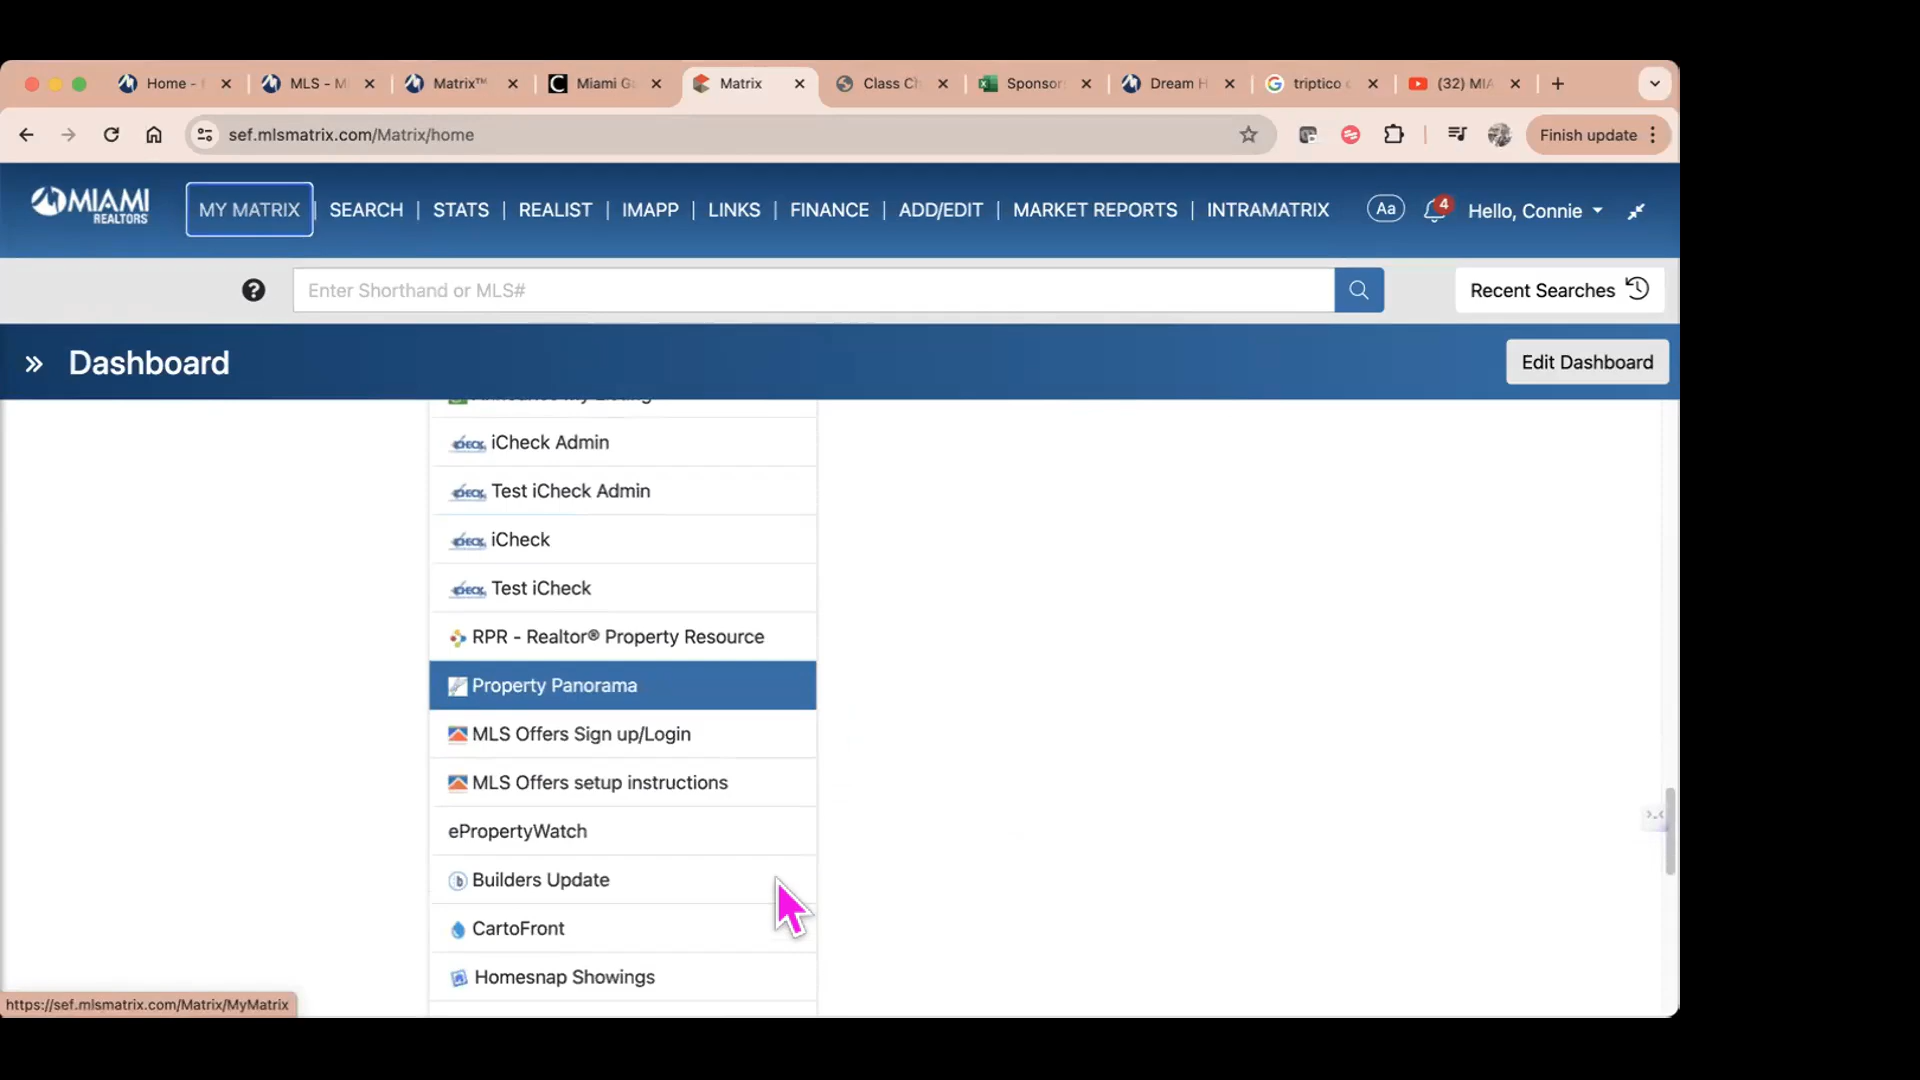 Home -
MLS - M
Matrix™
Miami G
Matrix
Class Ch
Sponsor
Dream H
triptico
(32) MIA
sef.mlsmatrix.com/Matrix/home
Finish update
MIAMI
REALTORS
MY MATRIX
SEARCH
STATS
REALIST
IMAPP
LINKS
FINANCE
ADD/EDIT
MARKET REPORTS
INTRAMATRIX
Aa
4
Hello, Connie
Enter Shorthand or MLS#
Recent Searches
Dashboard
Edit Dashboard
iCheck Admin
Test iCheck Admin
iCheck
Test iCheck
RPR - Realtor® Property Resource
Property Panorama
MLS Offers Sign up/Login
MLS Offers setup instructions
ePropertyWatch
Builders Update
CartoFront
Homesnap Showings
https://sef.mlsmatrix.com/Matrix/MyMatrix